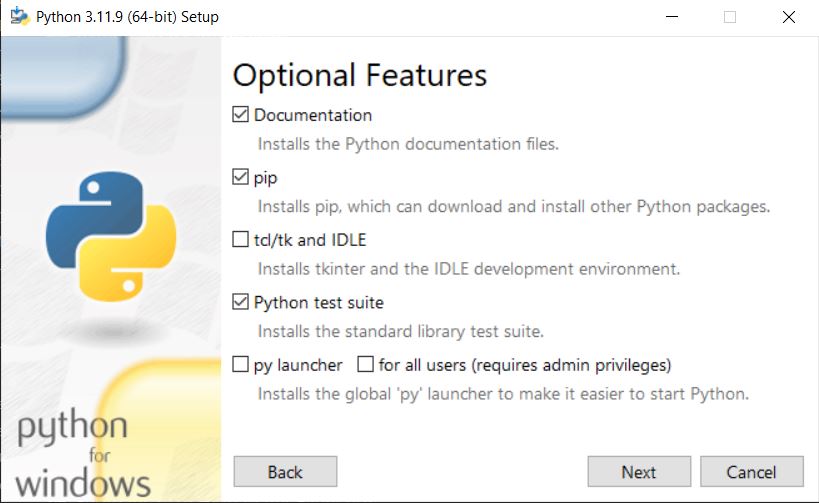 Python 3.11.9 (64-bit) Setup
Optional Features
Documentation
Installs the Python documentation files.
pip
Installs pip, which can download and install other Python packages.
tcl/tk and IDLE
Installs tkinter and the IDLE development environment.
Python test suite
Installs the standard library test suite.
py launcher for all users (requires admin privileges)
Installs the global 'py' launcher to make it easier to start Python.
python
for
windows
Back Next Cancel